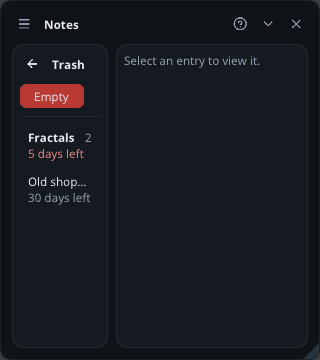 Notes
Trash
Empty
Fractals 2
5 days left
Old shop...
30 days left
Select an entry to view it.